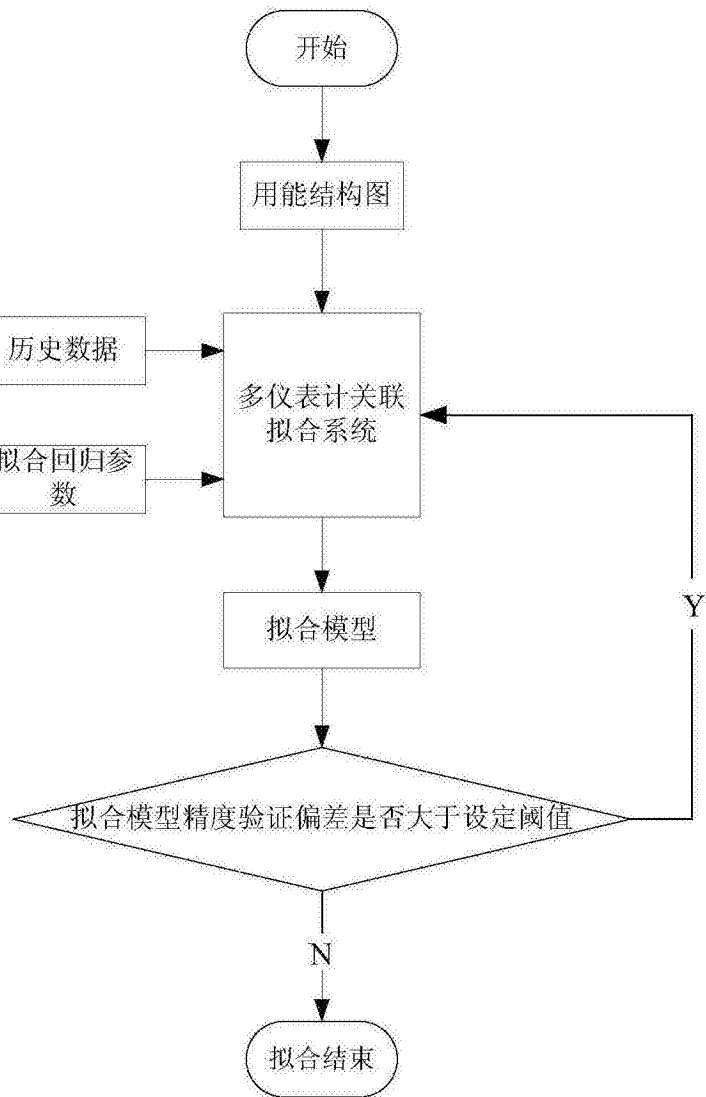 开始
用能结构图
历史数据
多仪表计关联
拟合系统
拟合回归参
数
拟合模型
Y
拟合模型精度验证偏差是否大于设定阈值
N
拟合结束